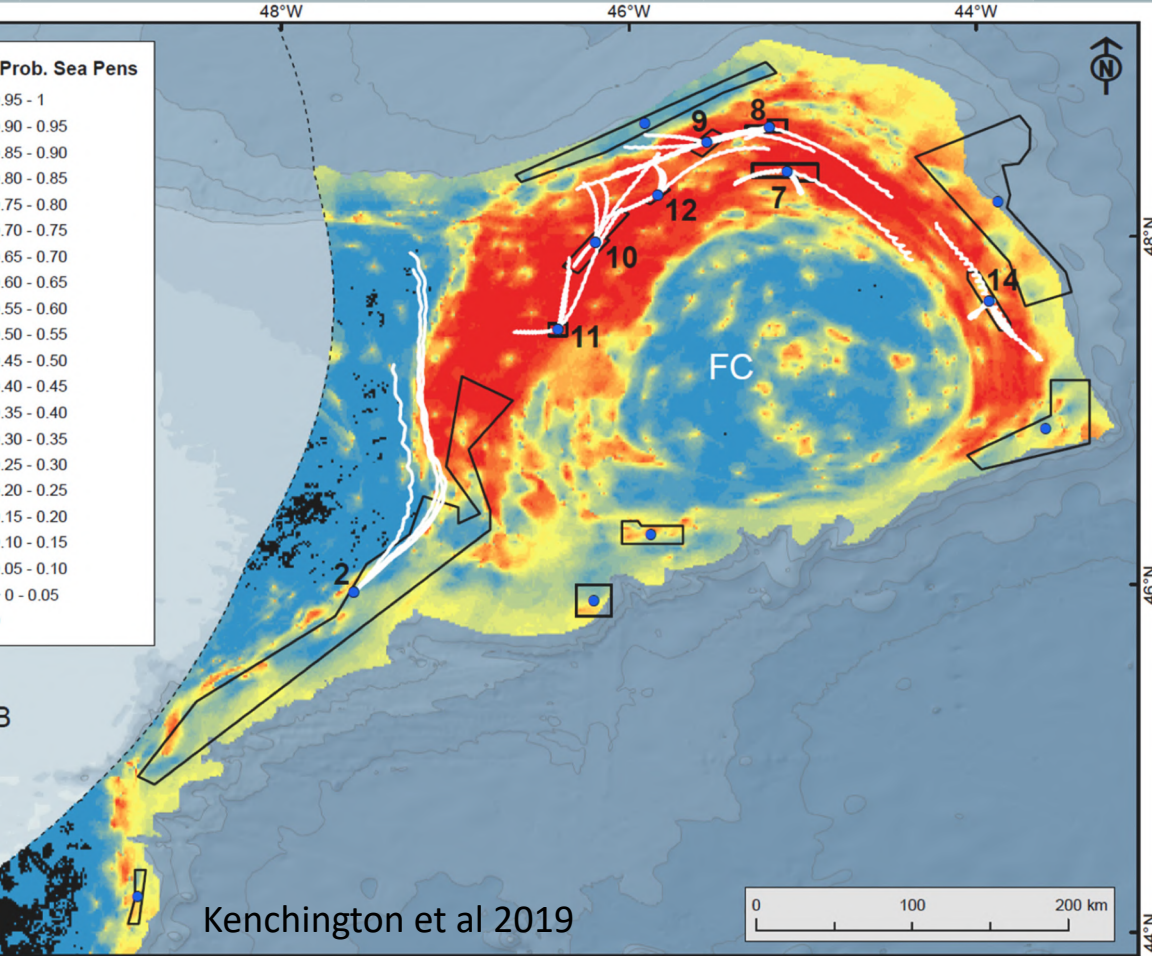 48°W
46°W
44°W
N
Prob. Sea Pens
.95 - 1
.90 - 0.95
.85 - 0.90
.80 - 0.85
.75 - 0.80
.70 - 0.75
.65 - 0.70
.60 - 0.65
.55 - 0.60
.50 - 0.55
.45 - 0.50
.40 - 0.45
.35 - 0.40
.30 - 0.35
.25 - 0.30
.20 - 0.25
.15 - 0.20
.10 - 0.15
.05 - 0.10
0 - 0.05
9
8
12
7
10
14
11
FC
2
48°N
46°N
44°N
Kenchington et al 2019
0 100 200 km